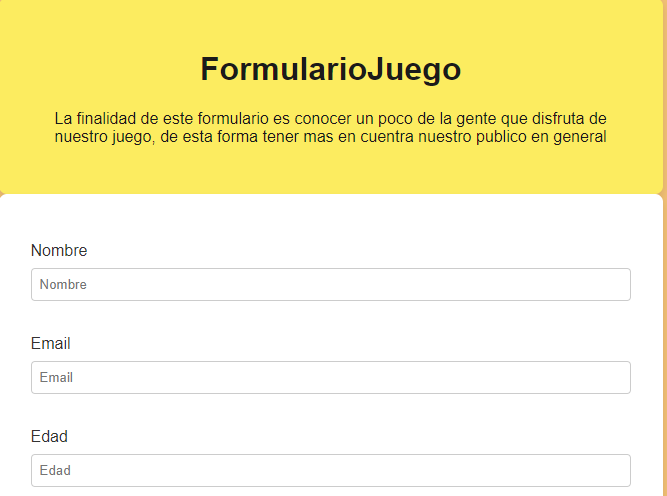 FormularioJuego
La finalidad de este formulario es conocer un poco de la gente que disfruta de
nuestro juego, de esta forma tener mas en cuentra nuestro publico en general
Nombre
Nombre
Email
Email
Edad
Edad